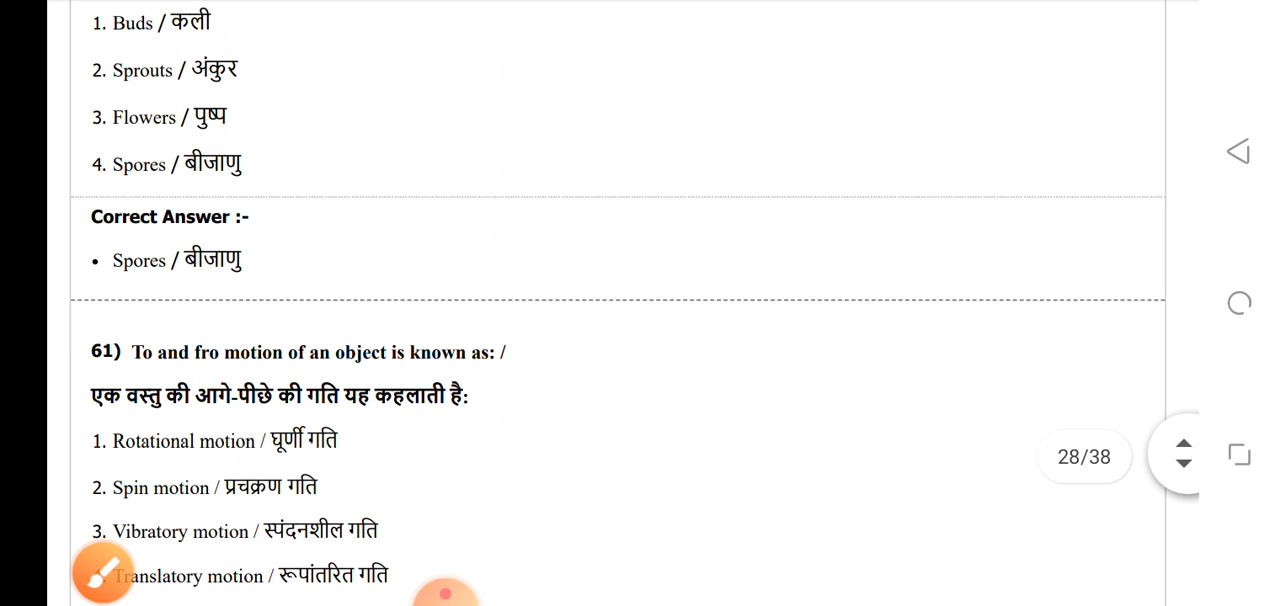 1. Buds / कली
2. Sprouts / अंकुर
3. Flowers / पुष्प
4. Spores / बीजाणु
Correct Answer :-
• Spores / बीजाणु
61) To and fro motion of an object is known as: /
एक वस्तु की आगे-पीछे की गति यह कहलाती है:
1. Rotational motion / घूर्णी गति
2. Spin motion / प्रचक्रण गति
28/38
3. Vibratory motion / स्पंदनशील गति
Translatory motion / रूपांतरित गति